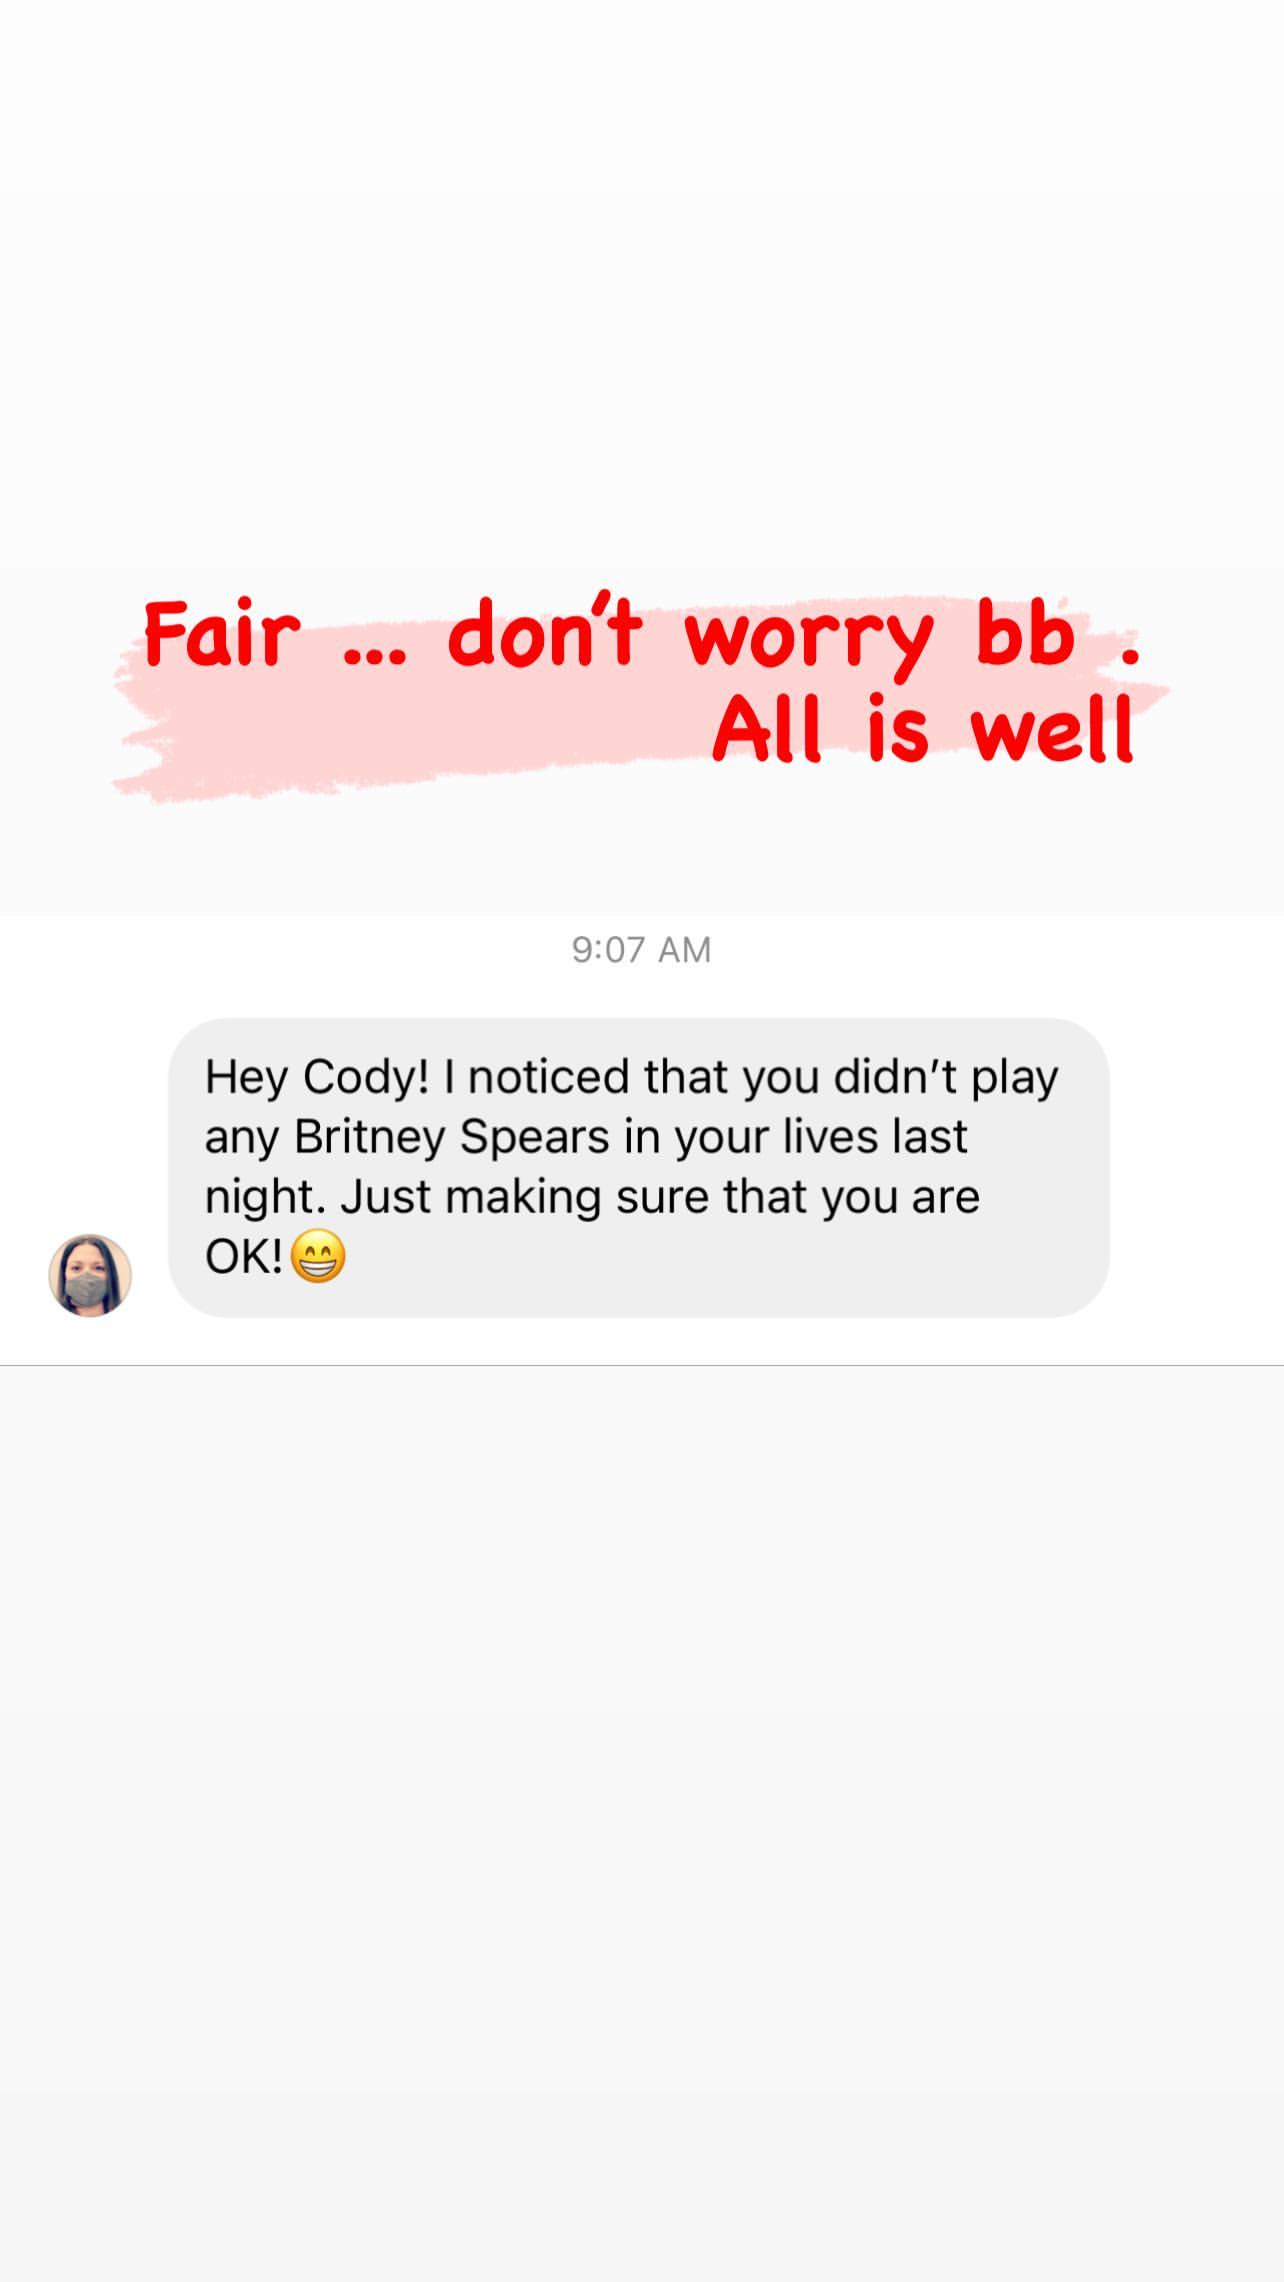 Fair ... don't worry bb .
All is well
9:07 AM
Hey Cody! I noticed that you didn’t play
any Britney Spears in your lives last
night. Just making sure that you are
OK!😁